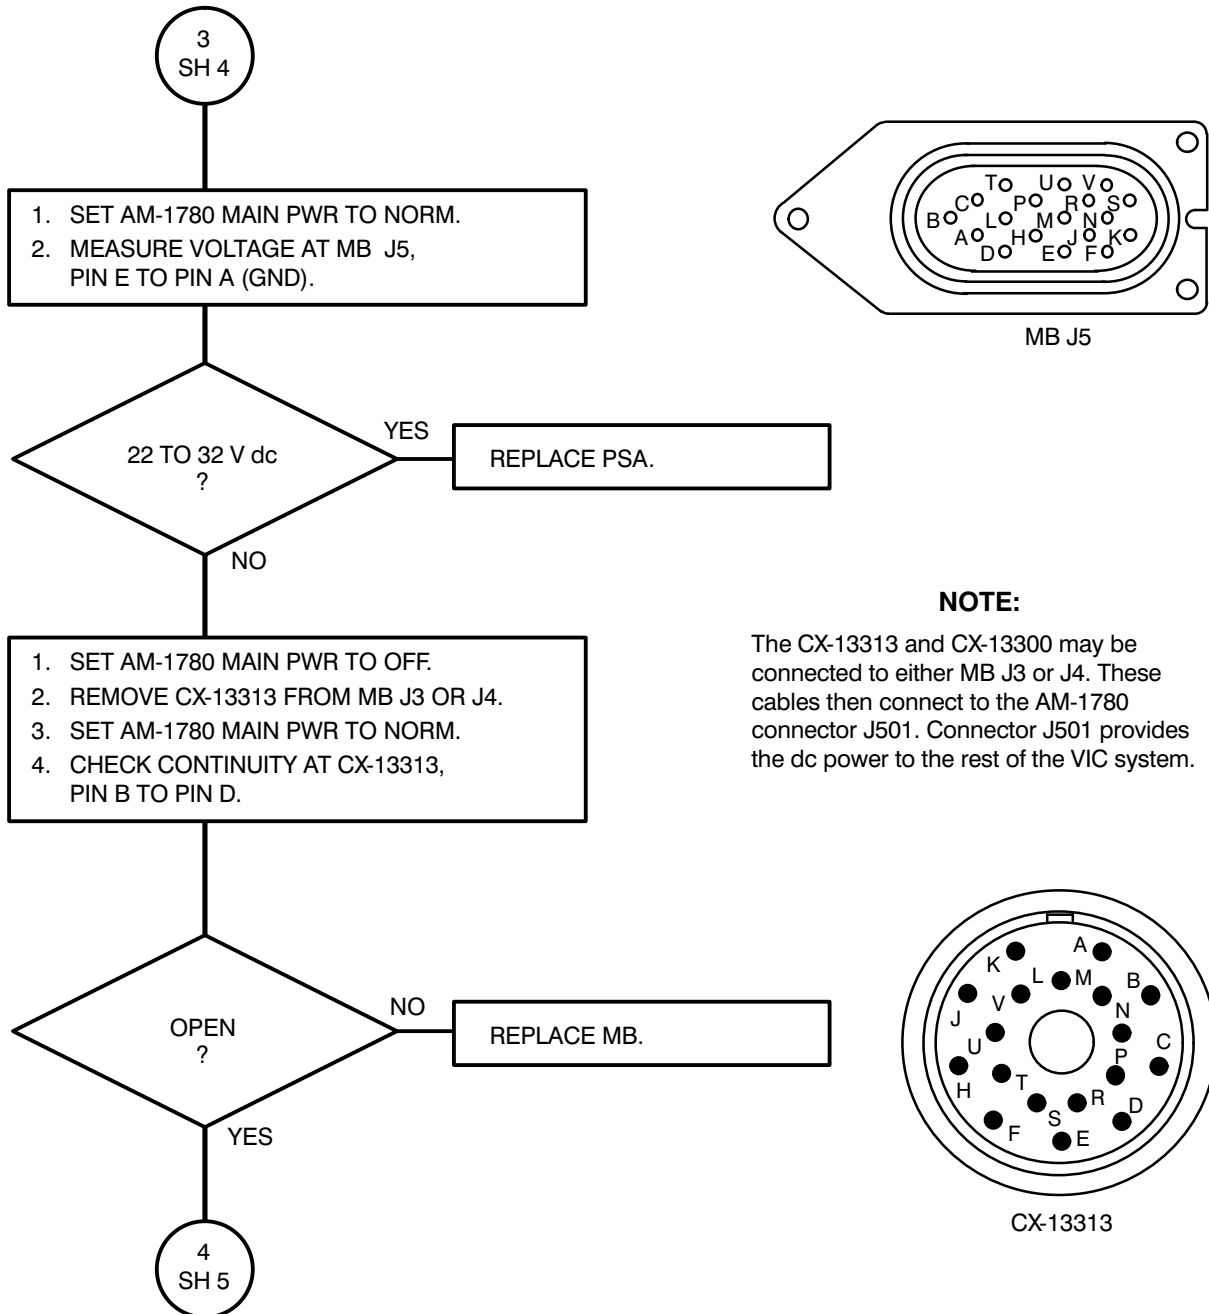 3
SH 4
1. SET AM-1780 MAIN PWR TO NORM.
2. MEASURE VOLTAGE AT MB J5,
PIN E TO PIN A (GND).
T U V
C P R S
B L M N
A H J K
D E F
MB J5
22 TO 32 V dc
?
YES
REPLACE PSA.
NO
1. SET AM-1780 MAIN PWR TO OFF.
2. REMOVE CX-13313 FROM MB J3 OR J4.
3. SET AM-1780 MAIN PWR TO NORM.
4. CHECK CONTINUITY AT CX-13313,
PIN B TO PIN D.
NOTE:
The CX-13313 and CX-13300 may be
connected to either MB J3 or J4. These
cables then connect to the AM-1780
connector J501. Connector J501 provides
the dc power to the rest of the VIC system.
OPEN
?
NO
REPLACE MB.
YES
4
SH 5
K A
L M B
J V N
U C
H T P
F S R D
E
CX-13313